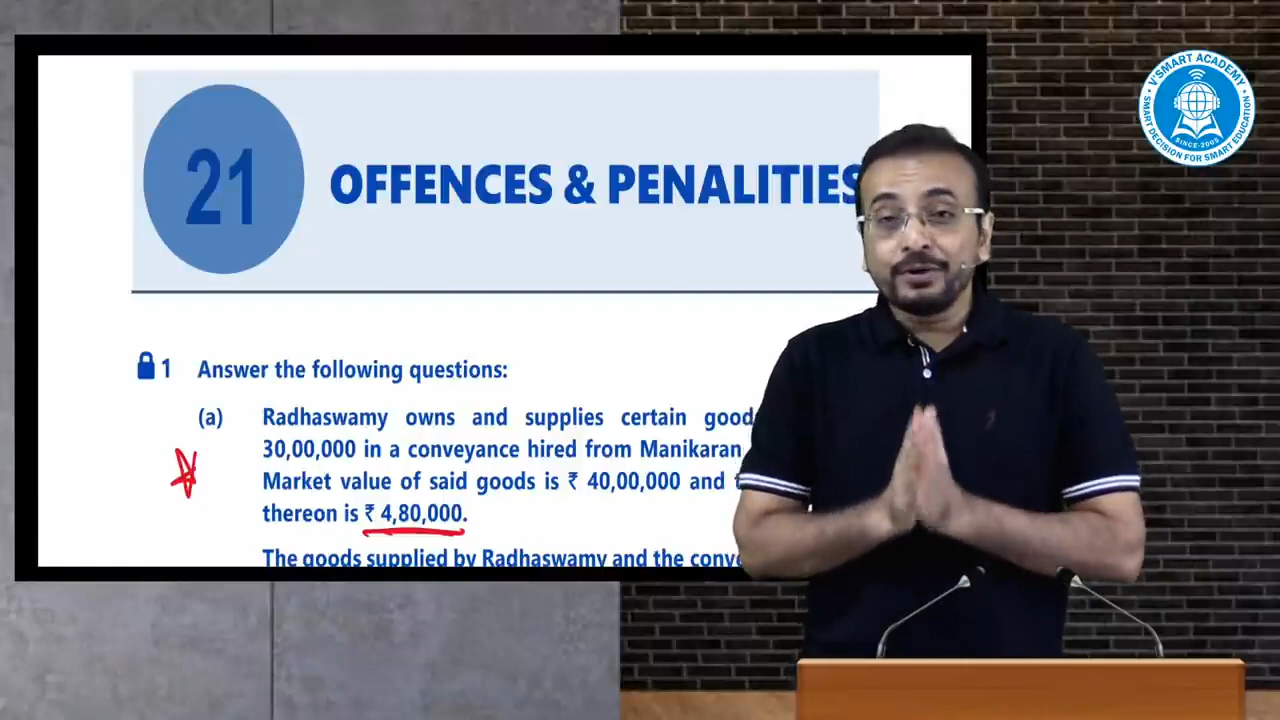 21
OFFENCES & PENALITIES
1 Answer the following questions:
(a) Radhaswamy owns and supplies certain
30,00,000 in a conveyance hired from Manikaran
Market value of said goods is ₹ 40,00,000 and
thereon is ₹ 4,80,000.
The goods supplied by Radhaswamy and the
V'SMART ACADEMY
SMART DECISION FOR SMART EDUCATION
SINCE-2005